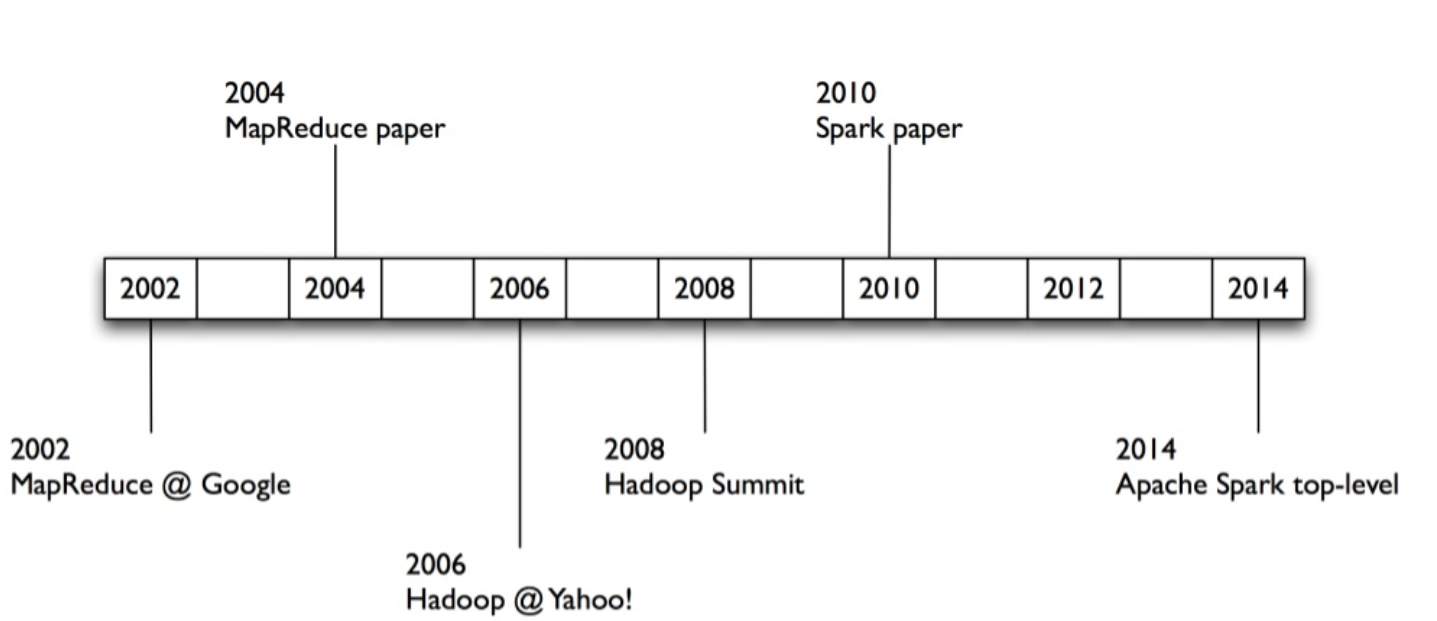 2004
MapReduce paper
2010
Spark paper
2002 2004 2006 2008 2010 2012 2014
2002
MapReduce @ Google
2008
Hadoop Summit
2014
Apache Spark top-level
2006
Hadoop @ Yahoo!